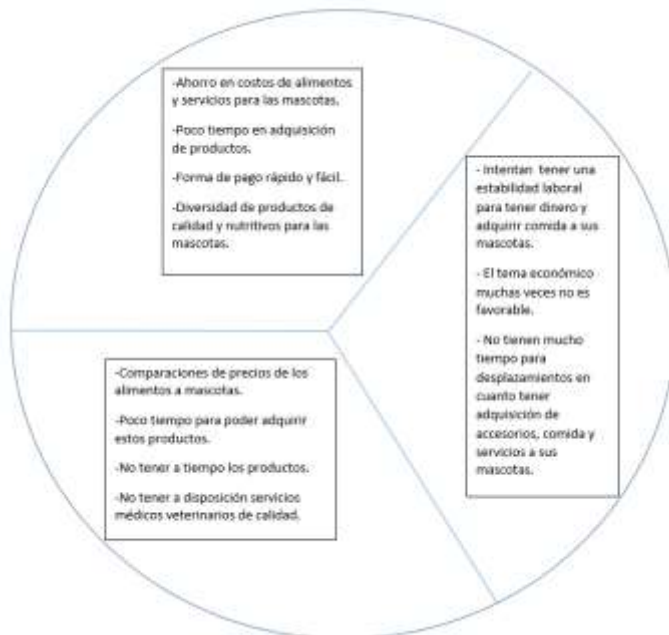 -Ahorro en costos de alimentos
y servicios para las mascotas.
-Poco tiempo en adquisición
de productos.
-Forma de pago rápido y fácil.
-Diversidad de productos de
calidad y nutritivos para las
mascotas.
- Intentan tener una
estabilidad laboral
para tener dinero y
adquirir comida a sus
mascotas.
- El tema económico
muchas veces no es
favorable.
- No tienen mucho
tiempo para
desplazamientos en
cuanto tener
adquisición de
accesorios, comida y
servicios a sus
mascotas.
-Comparaciones de precios de los
alimentos a mascotas.
-Poco tiempo para poder adquirir
estos productos.
-No tener a tiempo los productos.
-No tener a disposición servicios
médicos veterinarios de calidad.